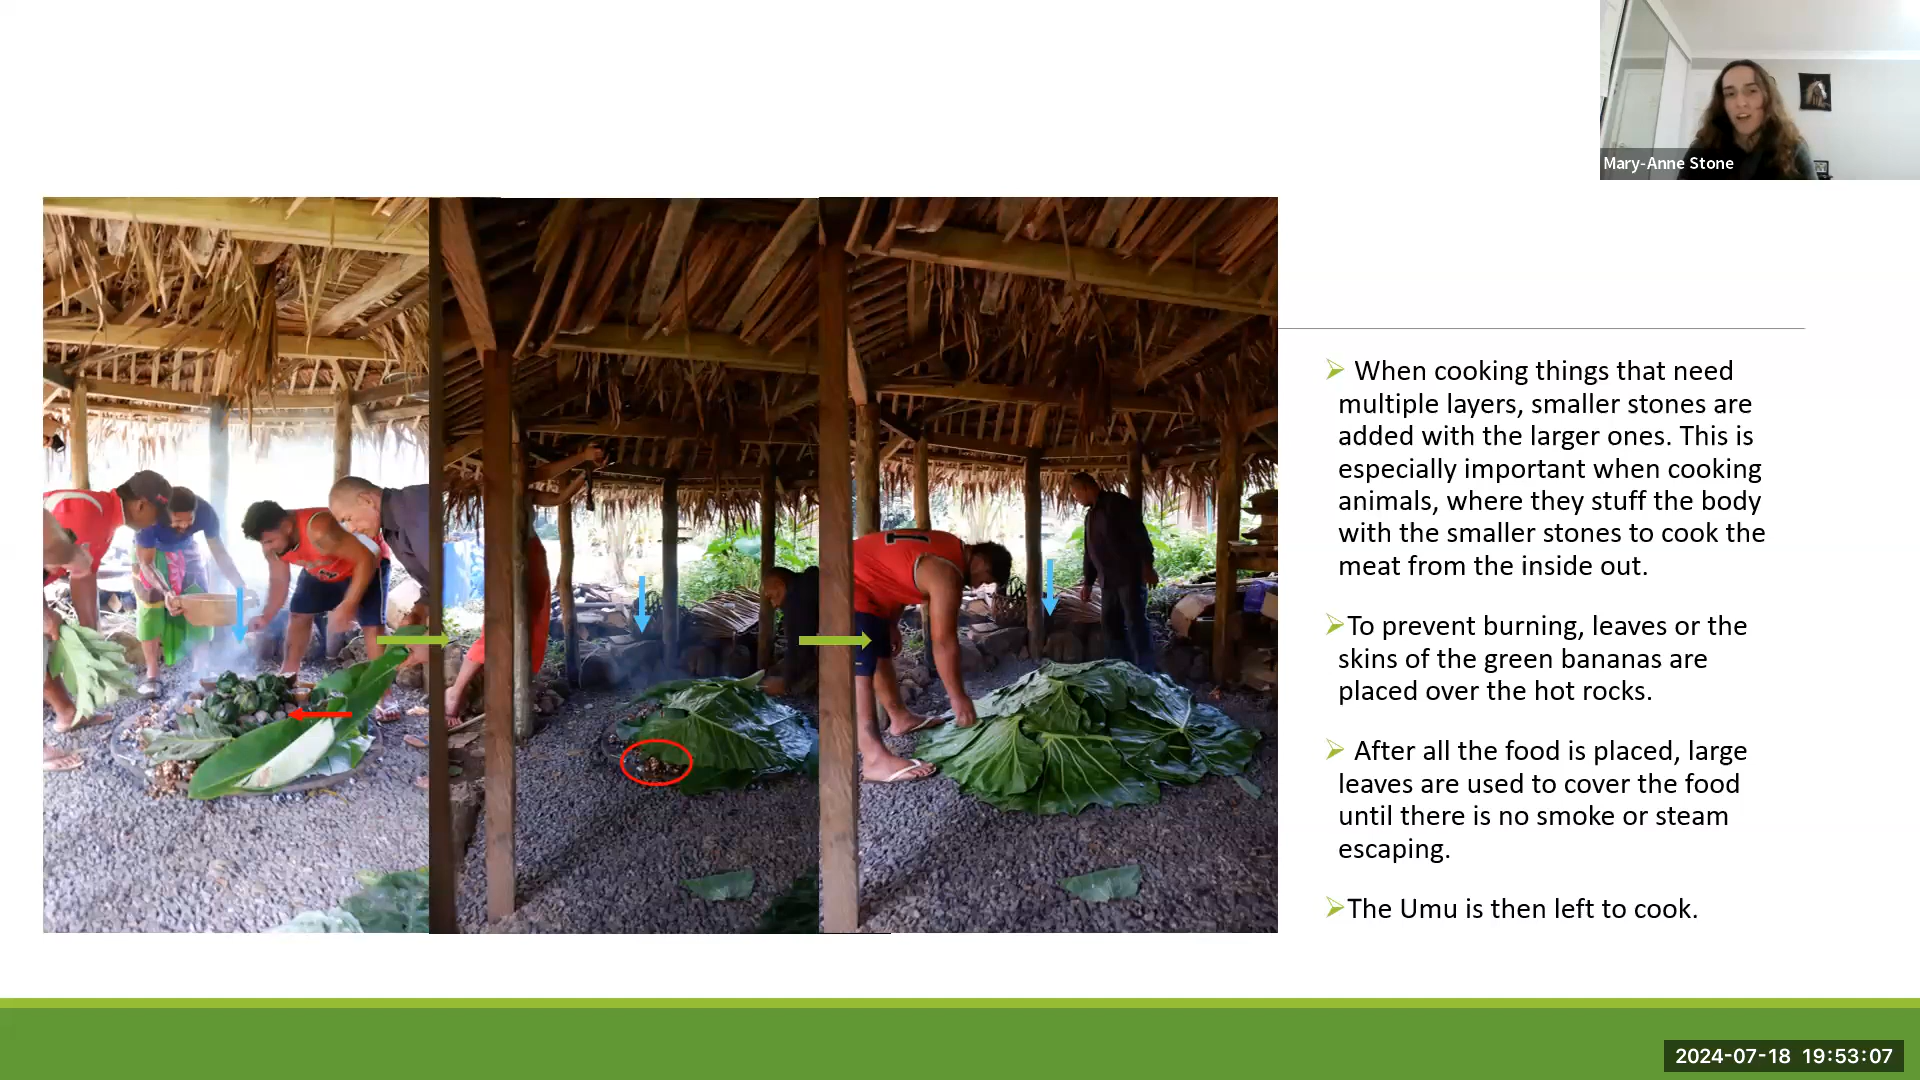 Mary-Anne Stone
When cooking things that need
multiple layers, smaller stones are
added with the larger ones. This is
especially important when cooking
animals, where they stuff the body
with the smaller stones to cook the
meat from the inside out.
To prevent burning, leaves or the
skins of the green bananas are
placed over the hot rocks.
After all the food is placed, large
leaves are used to cover the food
until there is no smoke or steam
escaping.
The Umu is then left to cook.
2024-07-18 19:53:07